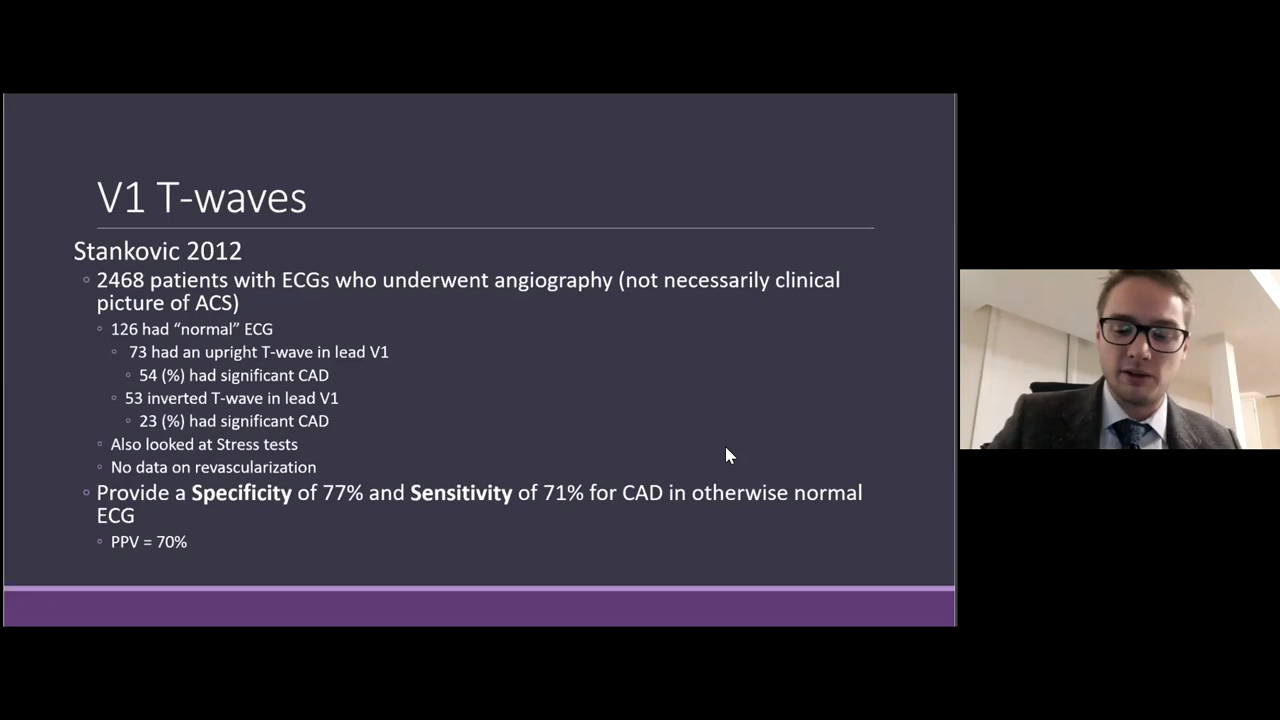 V1 T-waves
Stankovic 2012
2468 patients with ECGs who underwent angiography (not necessarily clinical
picture of ACS)
126 had “normal” ECG
73 had an upright T-wave in lead V1
54 (%) had significant CAD
53 inverted T-wave in lead V1
23 (%) had significant CAD
Also looked at Stress tests
No data on revascularization
Provide a Specificity of 77% and Sensitivity of 71% for CAD in otherwise normal
ECG
PPV = 70%